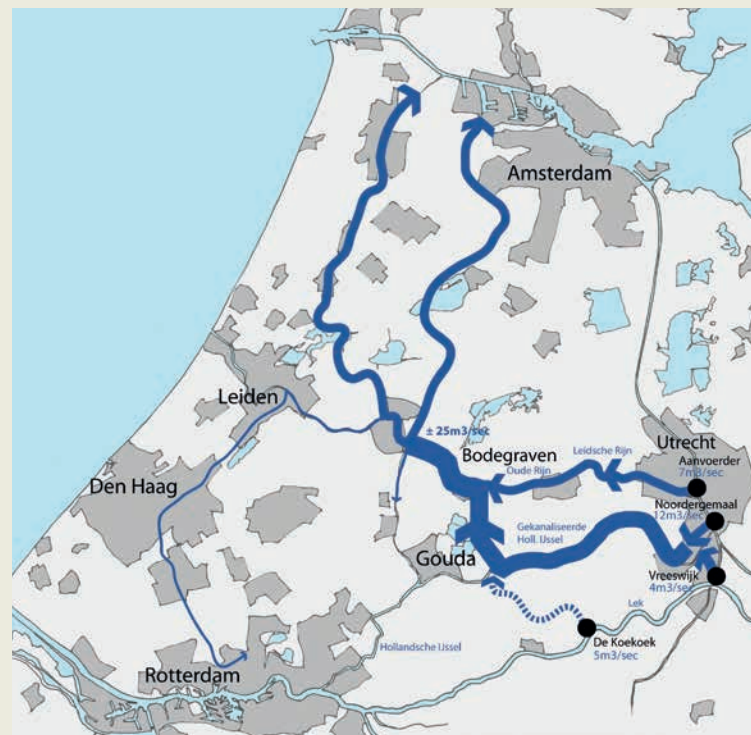 Amsterdam
Leiden
± 25m3/sec
Bodegraven
Leidsche Rijn
Utrecht
Oude Rijn
Aanvoerder
7m3/sec
Den Haag
Noordergemaal
12m3/sec
Gekanaliseerde
Holl. IJssel
Gouda
Vreeswijk
4m3/sec
Lek
Hollandsche IJssel
De Koekoek
5m3/sec
Rotterdam